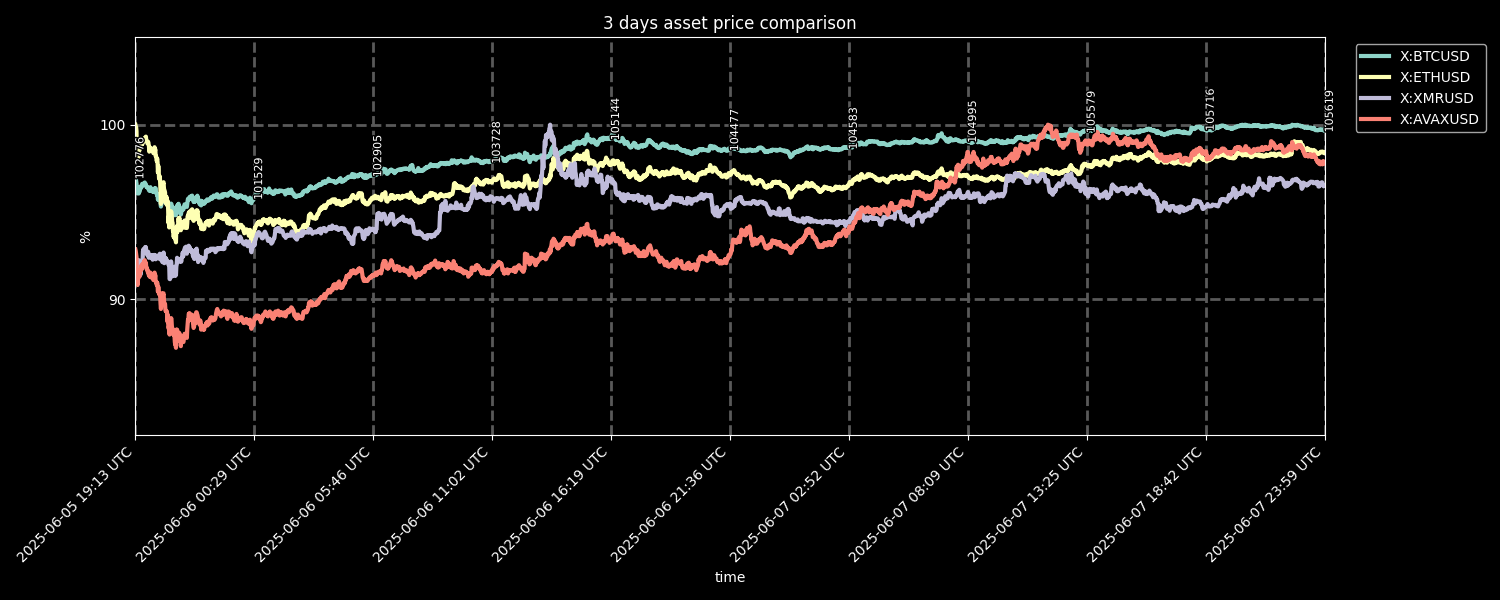 3 days asset price comparison
X:BTCUSD
X:ETHUSD
X:XMRUSD
X:AVAXUSD
100
90
%
101529
102905
103728
105144
104477
104583
104995
105579
105716
105619
2025-06-05 19:13 UTC
2025-06-06 00:29 UTC
2025-06-06 05:46 UTC
2025-06-06 11:02 UTC
2025-06-06 16:19 UTC
2025-06-06 21:36 UTC
2025-06-07 02:52 UTC
2025-06-07 08:09 UTC
2025-06-07 13:25 UTC
2025-06-07 18:42 UTC
2025-06-07 23:59 UTC
time